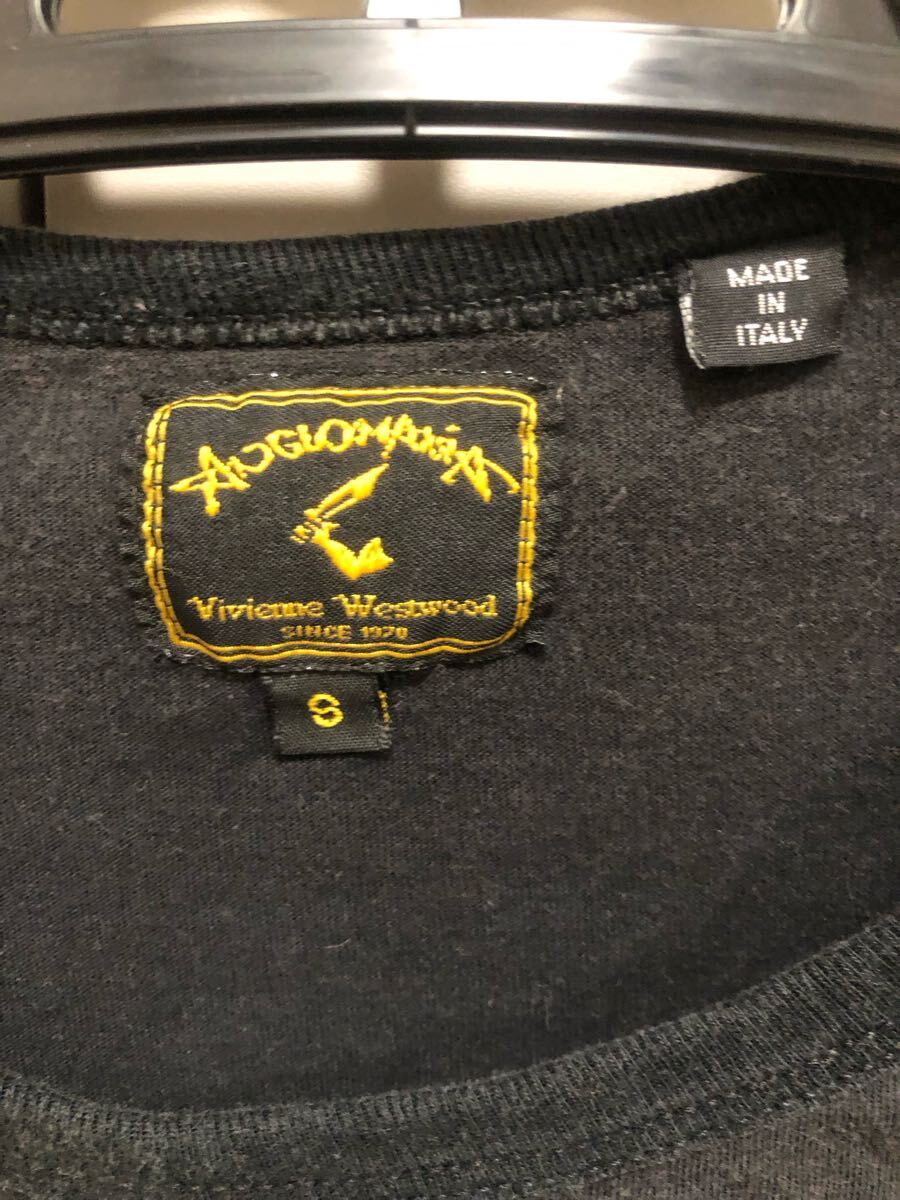 MADE
IN
ITALY
ANGLOMANIA
Vivienne Westwood
SINCE 1970
S